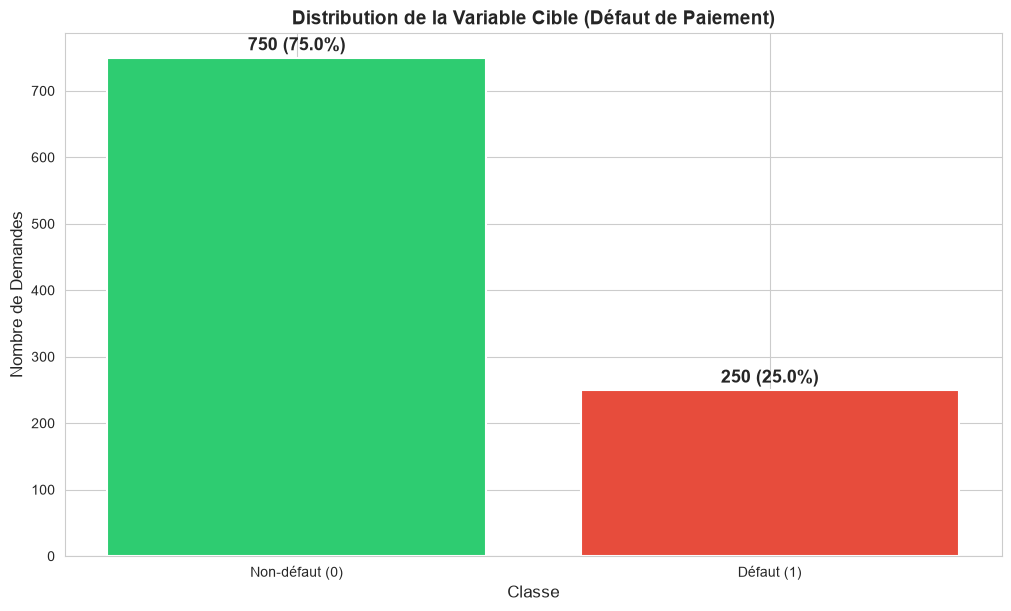 Distribution de la Variable Cible (Défaut de Paiement)
750 (75.0%)
250 (25.0%)
Nombre de Demandes
700
600
500
400
300
200
100
0
Non-défaut (0)
Défaut (1)
Classe